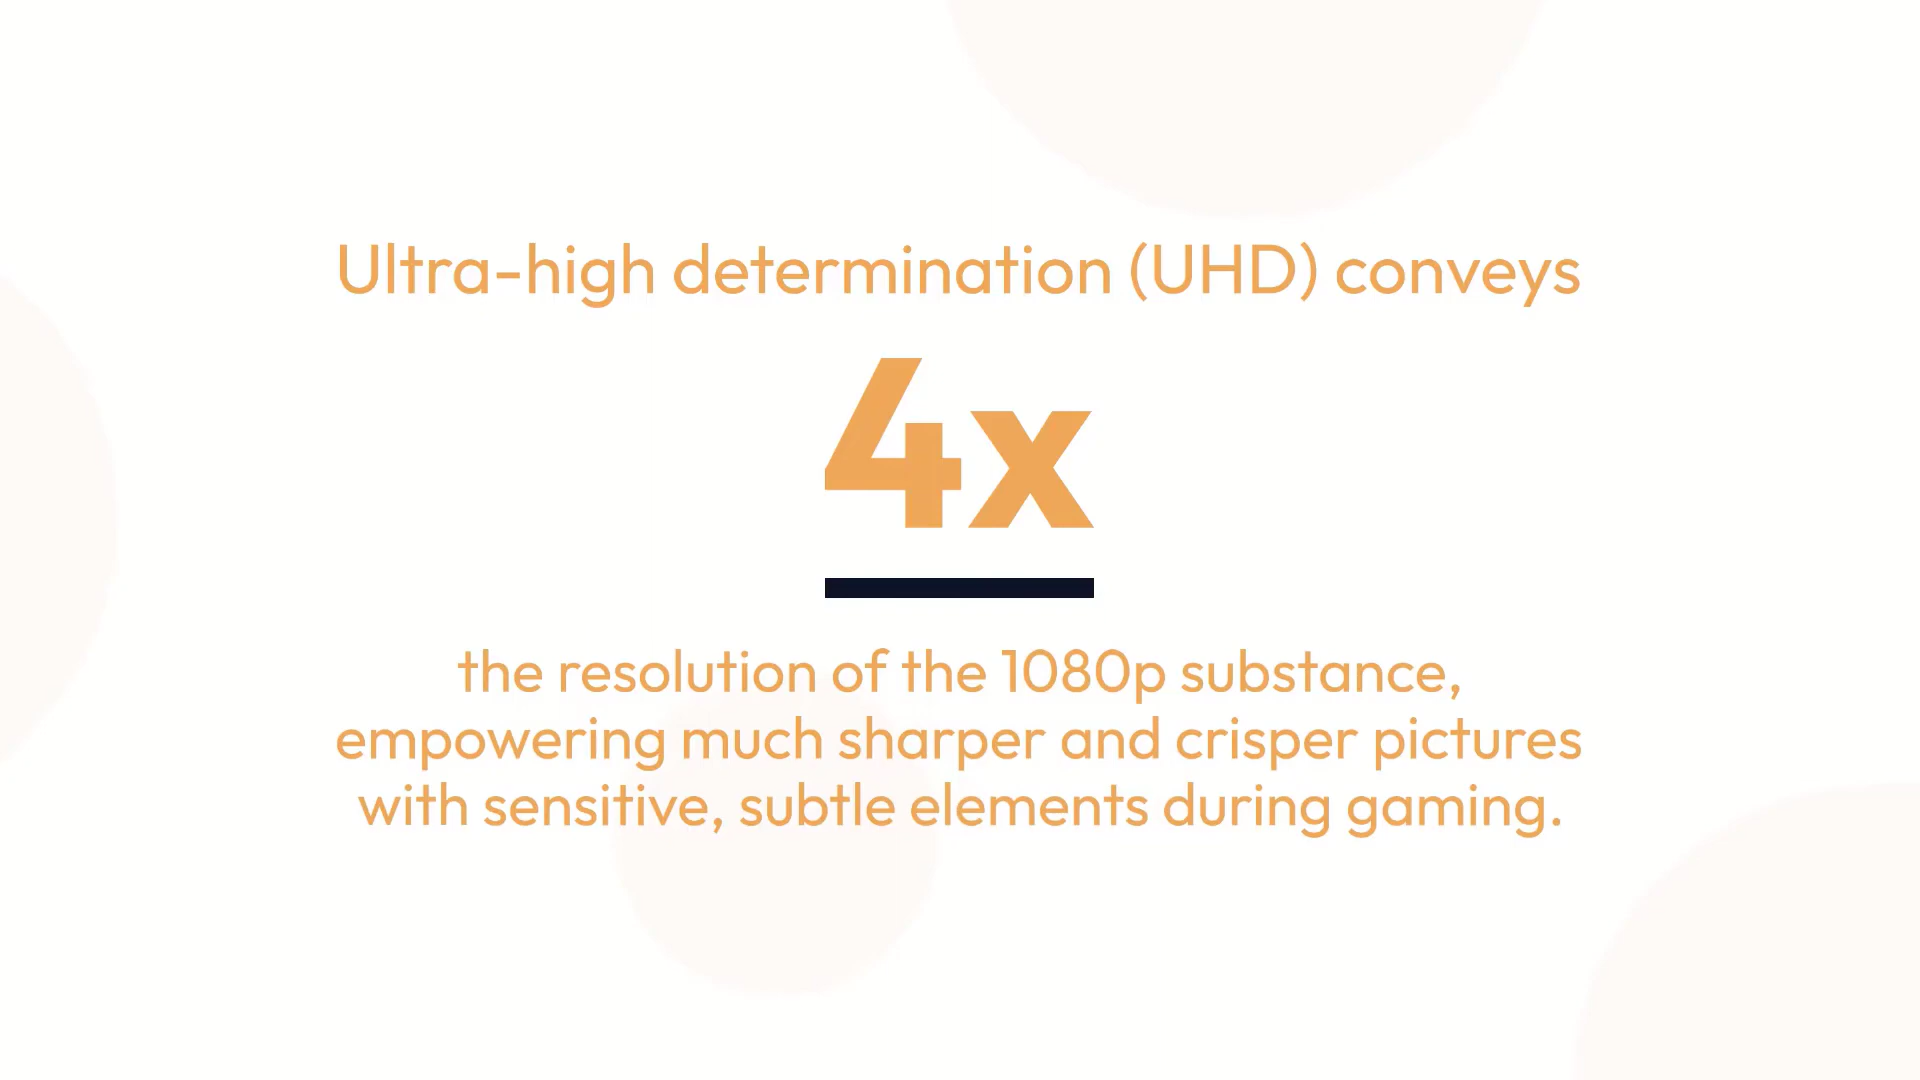 Ultra-high determination (UHD) conveys
4x
the resolution of the 1080p substance,
empowering much sharper and crisper pictures
with sensitive, subtle elements during gaming.